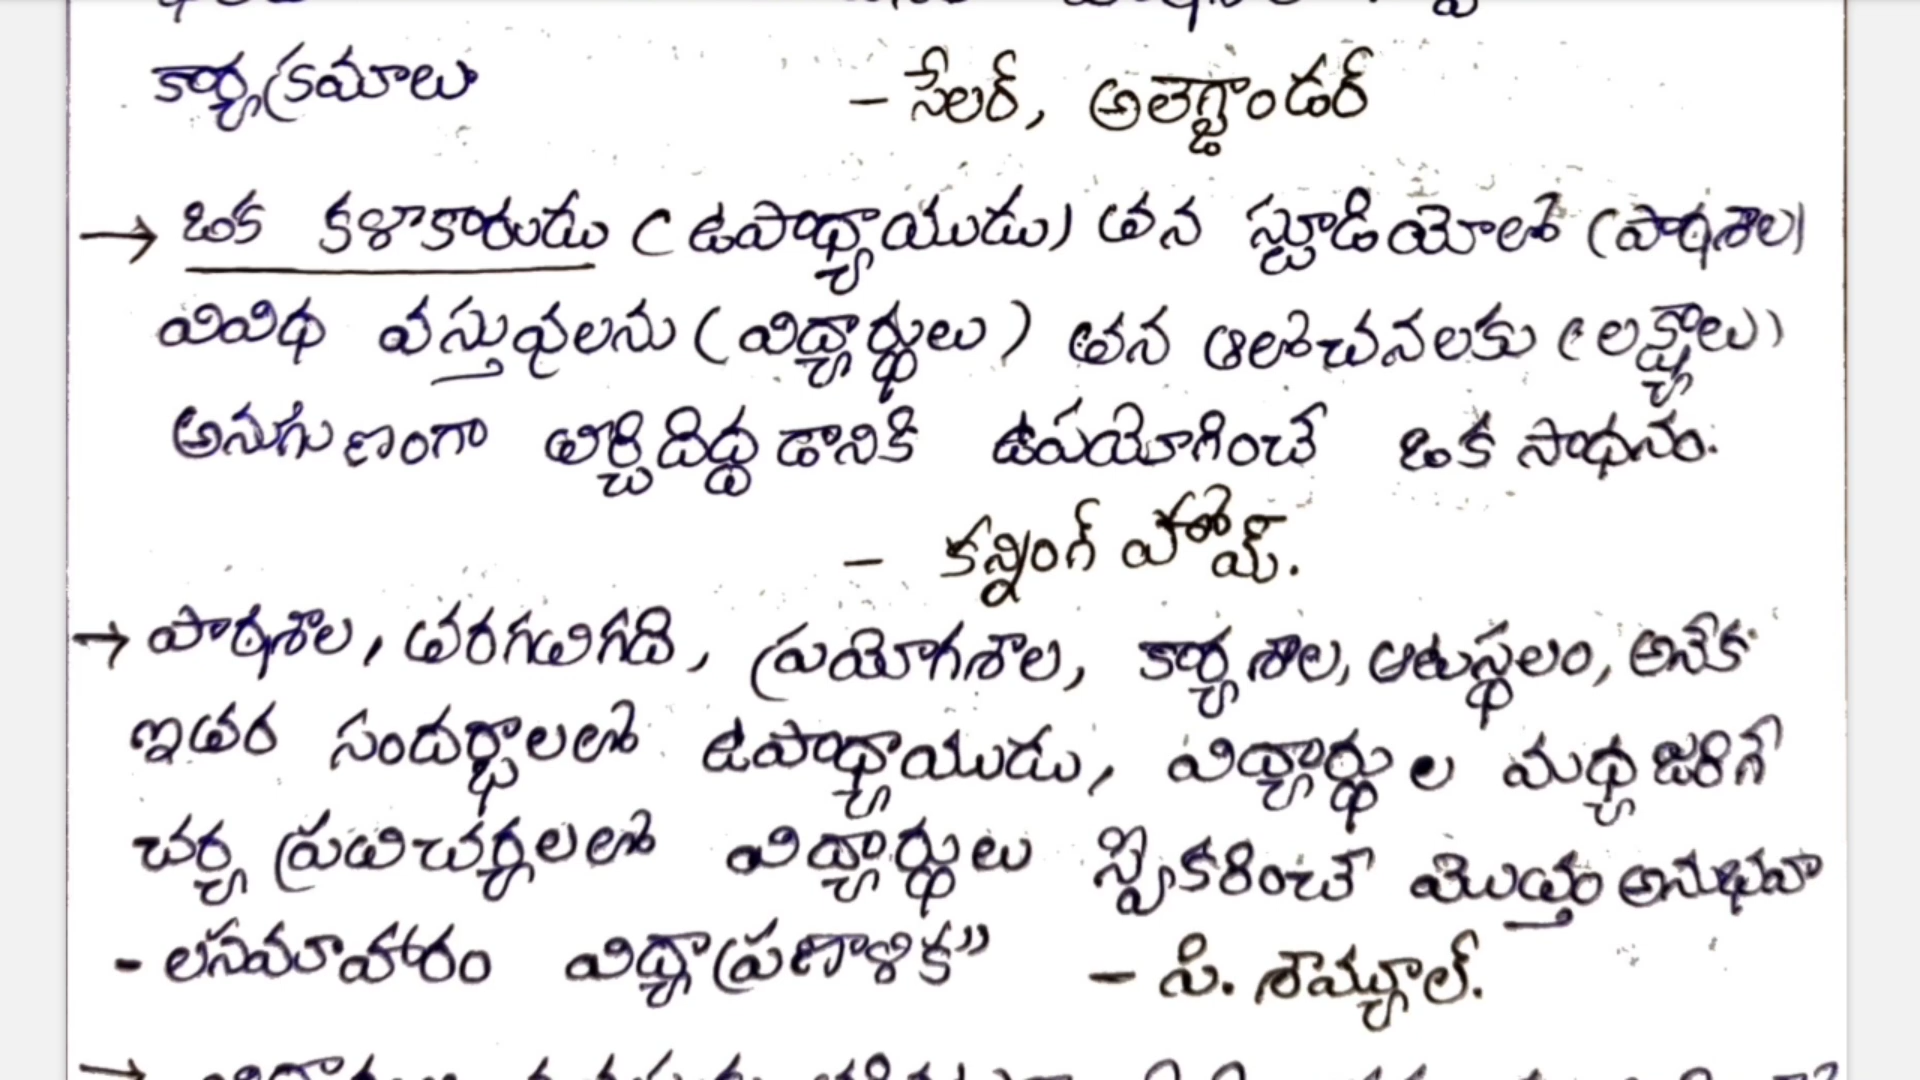 కార్యక్రమాలు
– సేలర్, అలెగ్జాండర్
→ ఒక కళాకారుడు (ఉపాధ్యాయుడు) తన స్టూడియోలో (పాఠశాల)
వివిధ వస్తువులను (విద్యార్థులు) తన ఆలోచనలకు (లక్ష్యాలు)
అనుగుణంగా తీర్చిదిద్దడానికి ఉపయోగించే ఒక సాధనం.
– కన్నింగ్ హోమ్.
→ పాఠశాల, తరగతిగది, ప్రయోగశాల, కార్యశాల, ఆటస్థలం, అనేక
ఇతర సందర్భాలలో ఉపాధ్యాయుడు, విద్యార్థుల మధ్య జరిగే
చర్చ ప్రతిచర్యలలో విద్యార్థులు స్వీకరించే మొత్తం అనుభవా
- లసమాహారం విద్యాప్రణాళిక” – సి. శామ్యూల్.